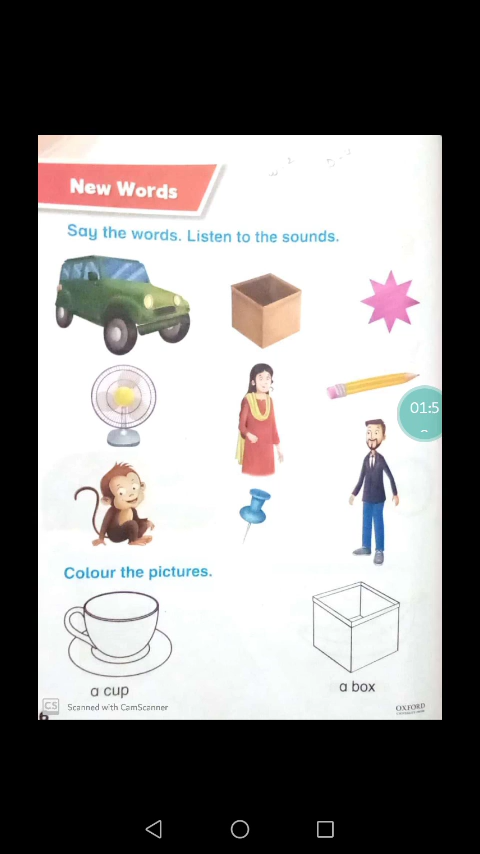 New Words
Say the words. Listen to the sounds.
01:5
Colour the pictures.
a cup
a box
CS Scanned with CamScanner
6
OXFORD